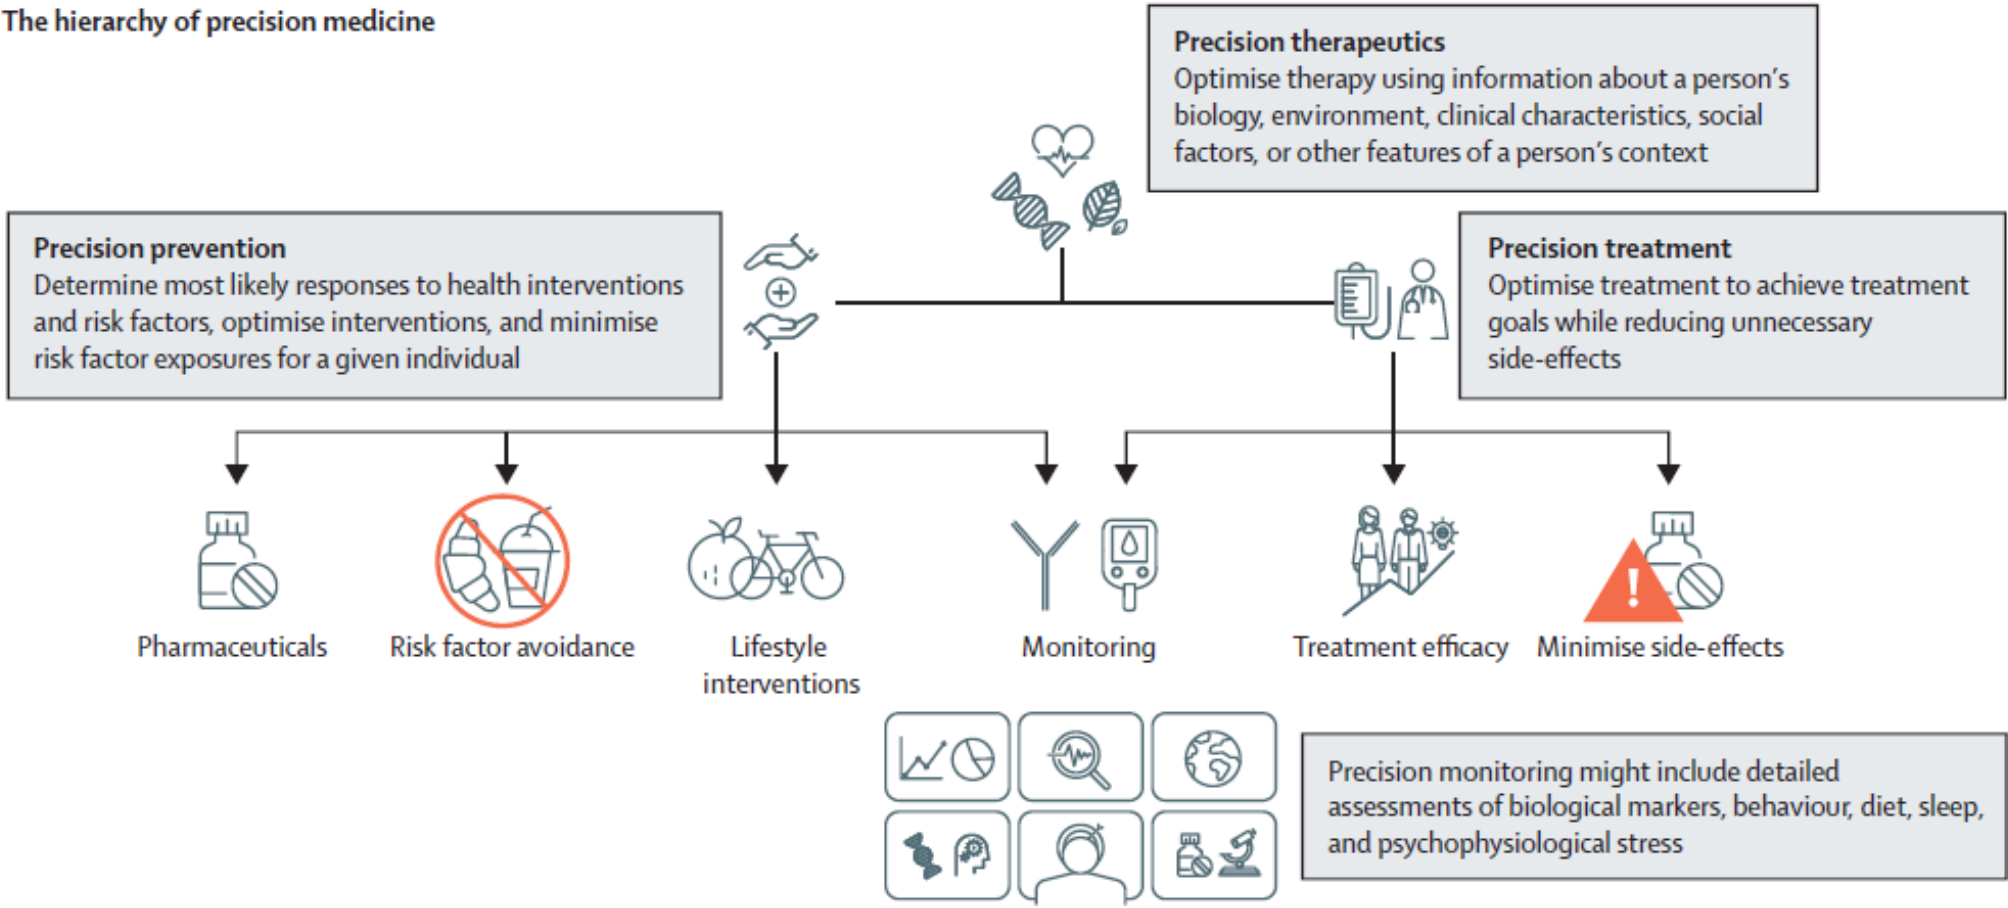 The hierarchy of precision medicine
Precision therapeutics
Optimise therapy using information about a person's
biology, environment, clinical characteristics, social
factors, or other features of a person's context
Precision prevention
Determine most likely responses to health interventions
and risk factors, optimise interventions, and minimise
risk factor exposures for a given individual
Precision treatment
Optimise treatment to achieve treatment
goals while reducing unnecessary
side-effects
Pharmaceuticals
Risk factor avoidance
Lifestyle
interventions
Monitoring
Treatment efficacy
Minimise side-effects
Precision monitoring might include detailed
assessments of biological markers, behaviour, diet, sleep,
and psychophysiological stress